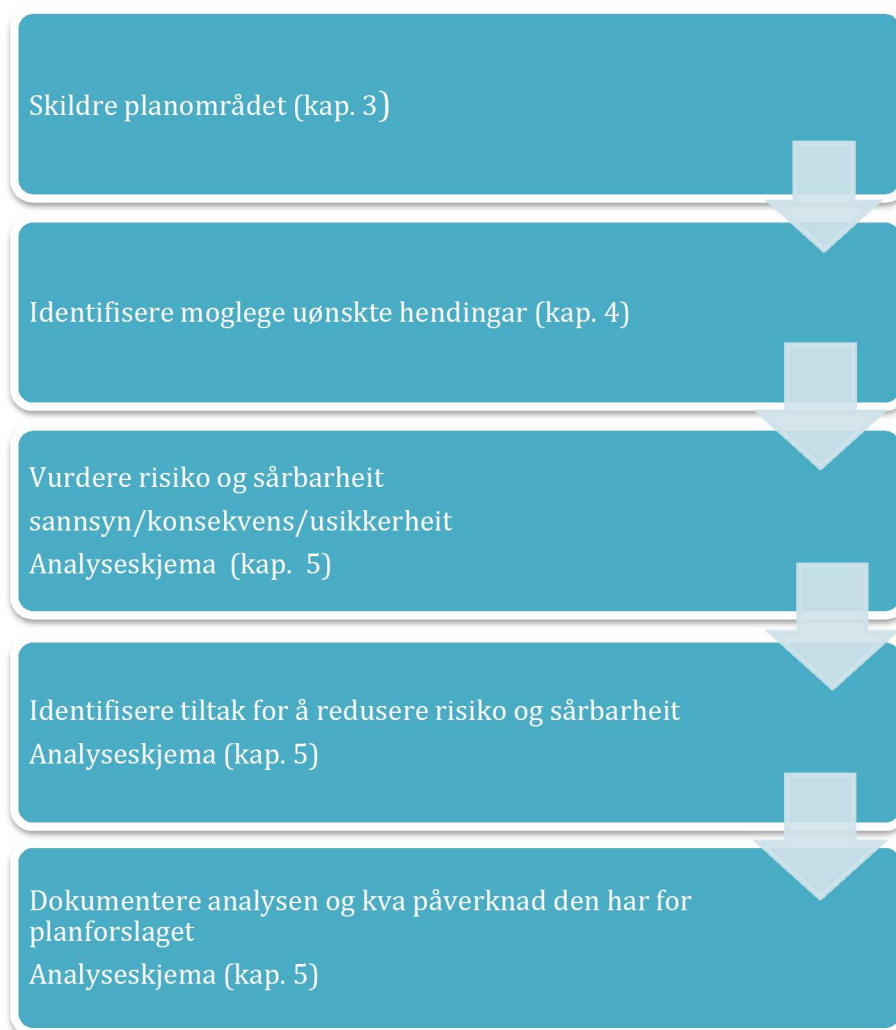 Skildre planområdet (kap. 3)
Identifisere moglege uønskte hendingar (kap. 4)
Vurdere risiko og sårbarheit
sannsyn/konsekvens/usikkerheit
Analyseskjema (kap. 5)
Identifisere tiltak for å redusere risiko og sårbarheit
Analyseskjema (kap. 5)
Dokumentere analysen og kva påverknad den har for
planforslaget
Analyseskjema (kap. 5)